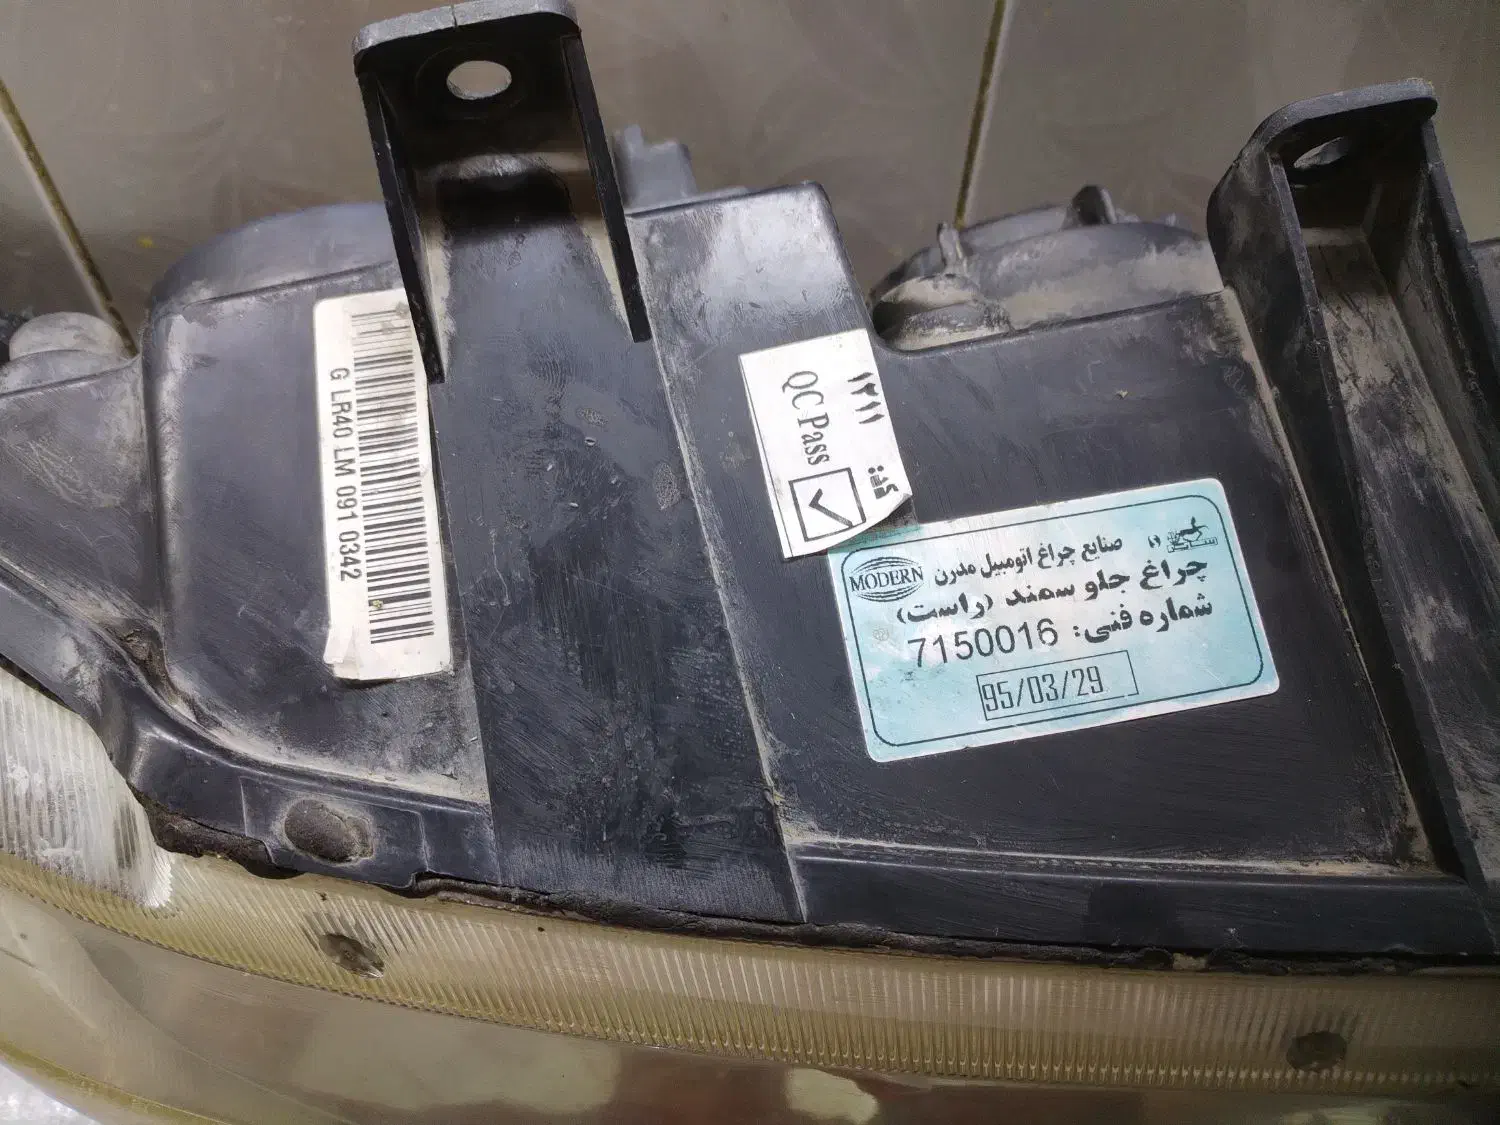 G LR40 LM 091 0342
۱۲۱۱
QC Pass
کد:
صنایع چراغ اتومبیل مدرن
MODERN
چراغ جلو سمند (راست)
شماره فنی: 7150016
95/03/29